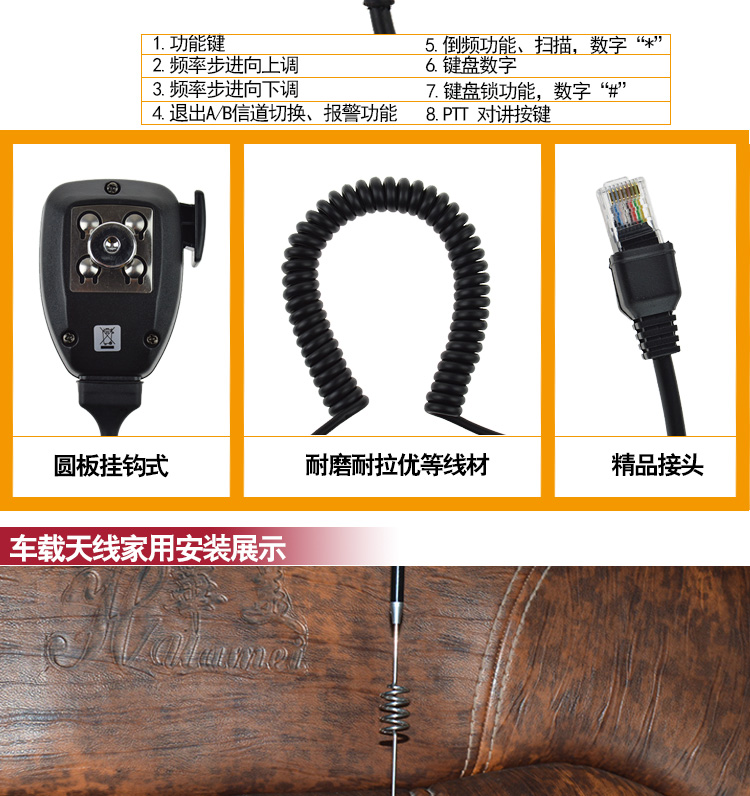 1. 功能键
2. 频率步进向上调
3. 频率步进向下调
4. 退出A/B信道切换、报警功能
5. 倒频功能、扫描，数字“*”
6. 键盘数字
7. 键盘锁功能，数字“#”
8. PTT 对讲按键
圆板挂钩式
耐磨耐拉优等线材
精品接头
车载天线家用安装展示